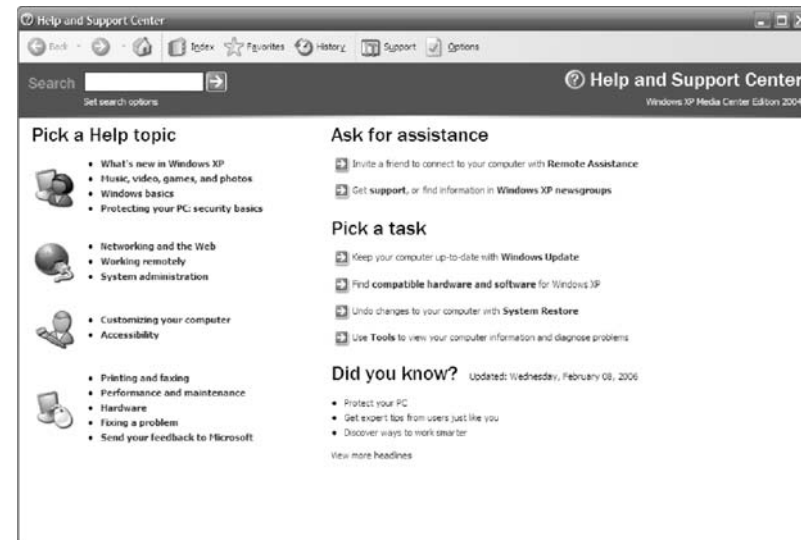 Help and Support Center
Back Index Favorites History Support Options
Search
Set search options
Help and Support Center
Windows XP Media Center Edition 2004
Pick a Help topic
• What's new in Windows XP
• Music, video, games, and photos
• Windows basics
• Protecting your PC: security basics
• Networking and the Web
• Working remotely
• System administration
• Customizing your computer
• Accessibility
• Printing and faxing
• Performance and maintenance
• Hardware
• Fixing a problem
• Send your feedback to Microsoft
Ask for assistance
Invite a friend to connect to your computer with Remote Assistance
Get support, or find information in Windows XP newsgroups
Pick a task
Keep your computer up-to-date with Windows Update
Find compatible hardware and software for Windows XP
Undo changes to your computer with System Restore
Use Tools to view your computer information and diagnose problems
Did you know? Updated: Wednesday, February 08, 2006
• Protect your PC
• Get expert tips from users just like you
• Discover ways to work smarter
View more headlines